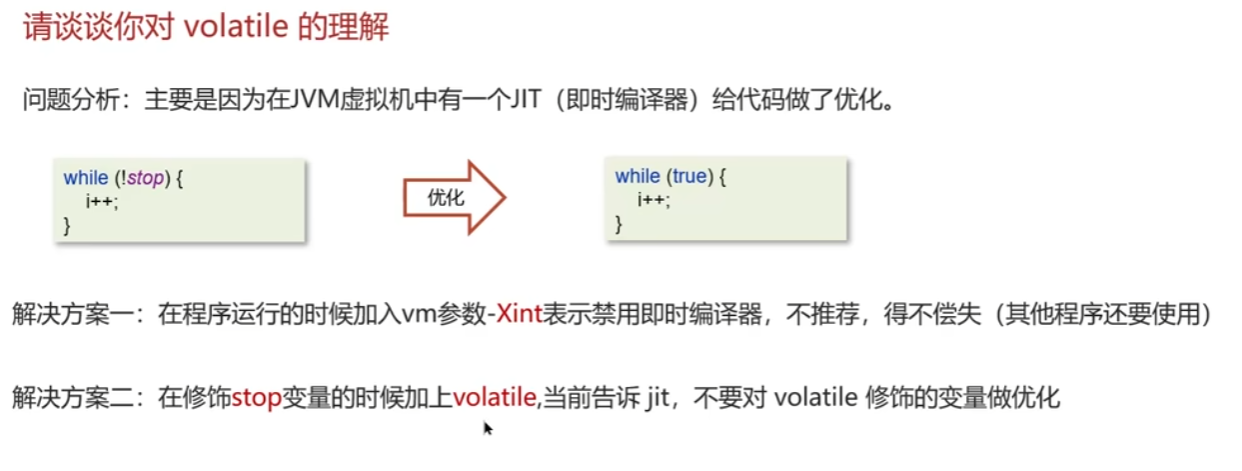 请谈谈你对 volatile 的理解
问题分析：主要是因为在JVM虚拟机中有一个JIT（即时编译器）给代码做了优化。
while (!stop) {
i++;
}
优化
while (true) {
i++;
}
解决方案一：在程序运行的时候加入vm参数-Xint表示禁用即时编译器，不推荐，得不偿失（其他程序还要使用）
解决方案二：在修饰stop变量的时候加上volatile,当前告诉 jit，不要对 volatile 修饰的变量做优化